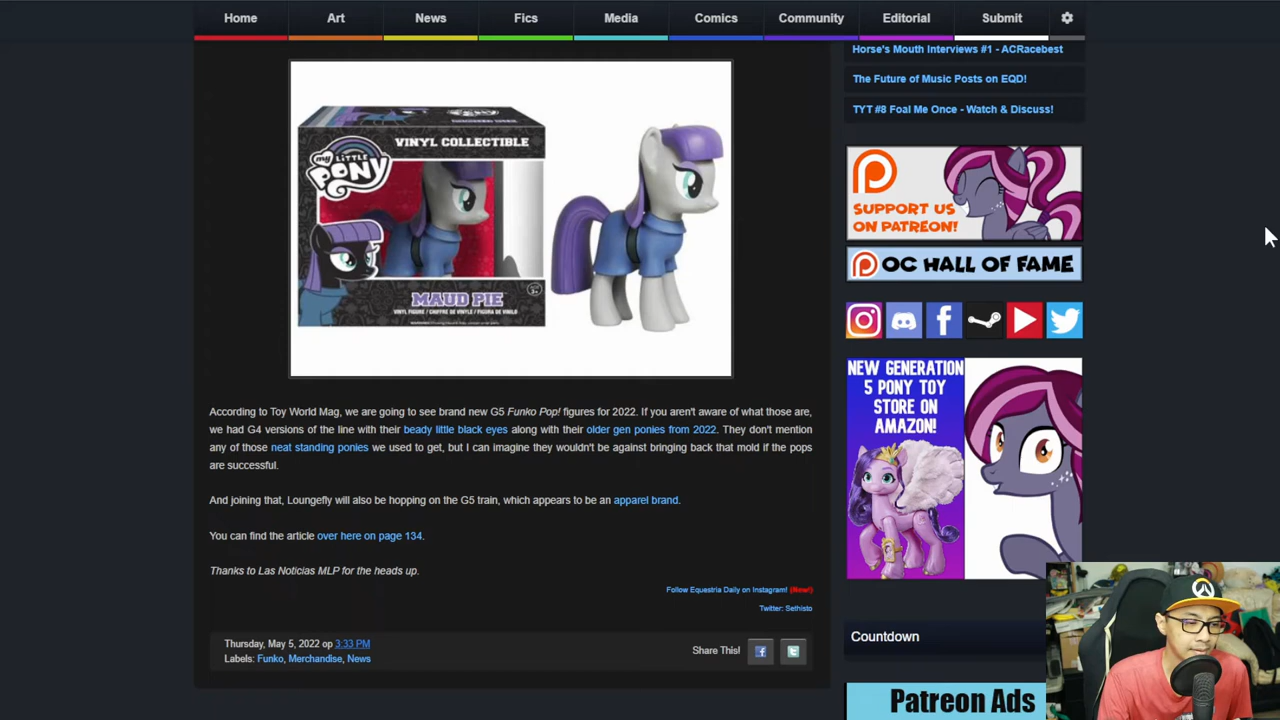 Home Art News Fics Media Comics Community Editorial Submit
Horse's Mouth Interviews #1 - ACRacebest
The Future of Music Posts on EQD!
TYT #8 Foal Me Once - Watch & Discuss!
VINYL COLLECTIBLE
my LITTLE
PONY
MAUD PIE
VINYL FIGURE / FIGURINE DE VINYLE / FIGURA DE VINILO
According to Toy World Mag, we are going to see brand new G5 Funko Pop! figures for 2022. If you aren't aware of what those are,
we had G4 versions of the line with their beady little black eyes along with their older gen ponies from 2022. They don't mention
any of those neat standing ponies we used to get, but I can imagine they wouldn't be against bringing back that mold if the pops
are successful.
And joining that, Loungefly will also be hopping on the G5 train, which appears to be an apparel brand.
You can find the article over here on page 134.
Thanks to Las Noticias MLP for the heads up.
Follow Equestria Daily on Instagram! (New!)
Twitter: Sethisto
Thursday, May 5, 2022 op 3:33 PM
Labels: Funko, Merchandise, News
Share This!
SUPPORT US
ON PATREON!
OC HALL OF FAME
NEW GENERATION
5 PONY TOY
STORE ON
AMAZON!
Countdown
Patreon Ads